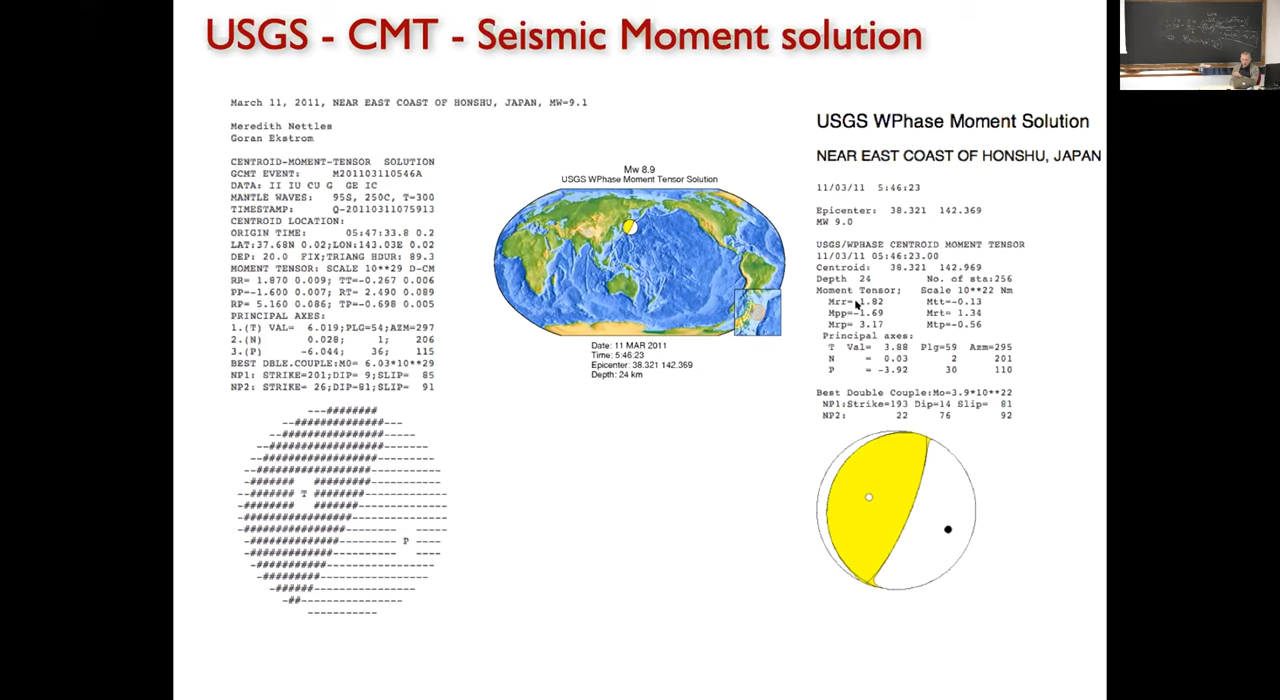 USGS - CMT - Seismic Moment solution
March 11, 2011, NEAR EAST COAST OF HONSHU, JAPAN, MW=9.1
Meredith Nettles
Goran Ekstrom
CENTROID-MOMENT-TENSOR SOLUTION
GCMT EVENT: M201103110546A
DATA: II IU CU G GE IC
MANTLE WAVES: 95S, 250C, T=300
TIMESTAMP: Q-20110311075913
CENTROID LOCATION:
ORIGIN TIME: 05:47:33.8 0.2
LAT:37.68N 0.02;LON:143.03E 0.02
DEP: 20.0 FIX;TRIANG HDUR: 89.3
MOMENT TENSOR: SCALE 10**29 D-CM
RR= 1.870 0.009; TT=-0.267 0.006
PP=-1.600 0.007; RT= 2.490 0.089
RP= 5.160 0.086; TP=-0.698 0.005
PRINCIPAL AXES:
1.(T) VAL= 6.019;PLG=54;AZM=297
2.(N) 0.028; 1; 206
3.(P) -6.044; 36; 115
BEST DBLE.COUPLE:M0= 6.03*10**29
NP1: STRIKE=201;DIP= 9;SLIP= 85
NP2: STRIKE= 26;DIP=81;SLIP= 91
T
P
Mw 8.9
USGS WPhase Moment Tensor Solution
Date: 11 MAR 2011
Time: 5:46:23
Epicenter: 38.321 142.369
Depth: 24 km
USGS WPhase Moment Solution
NEAR EAST COAST OF HONSHU, JAPAN
11/03/11 5:46:23
Epicenter: 38.321 142.369
MW 9.0
USGS/WPHASE CENTROID MOMENT TENSOR
11/03/11 05:46:23.00
Centroid: 38.321 142.969
Depth 24 No. of sta:256
Moment Tensor; Scale 10**22 Nm
Mrr= 1.82 Mtt=-0.13
Mpp=-1.69 Mrt= 1.34
Mrp= 3.17 Mtp=-0.56
Principal axes:
T Val= 3.88 Plg=59 Azm=295
N = 0.03 2 201
P = -3.92 30 110
Best Double Couple:Mo=3.9*10**22
NP1:Strike=193 Dip=14 Slip= 81
NP2: 22 76 92